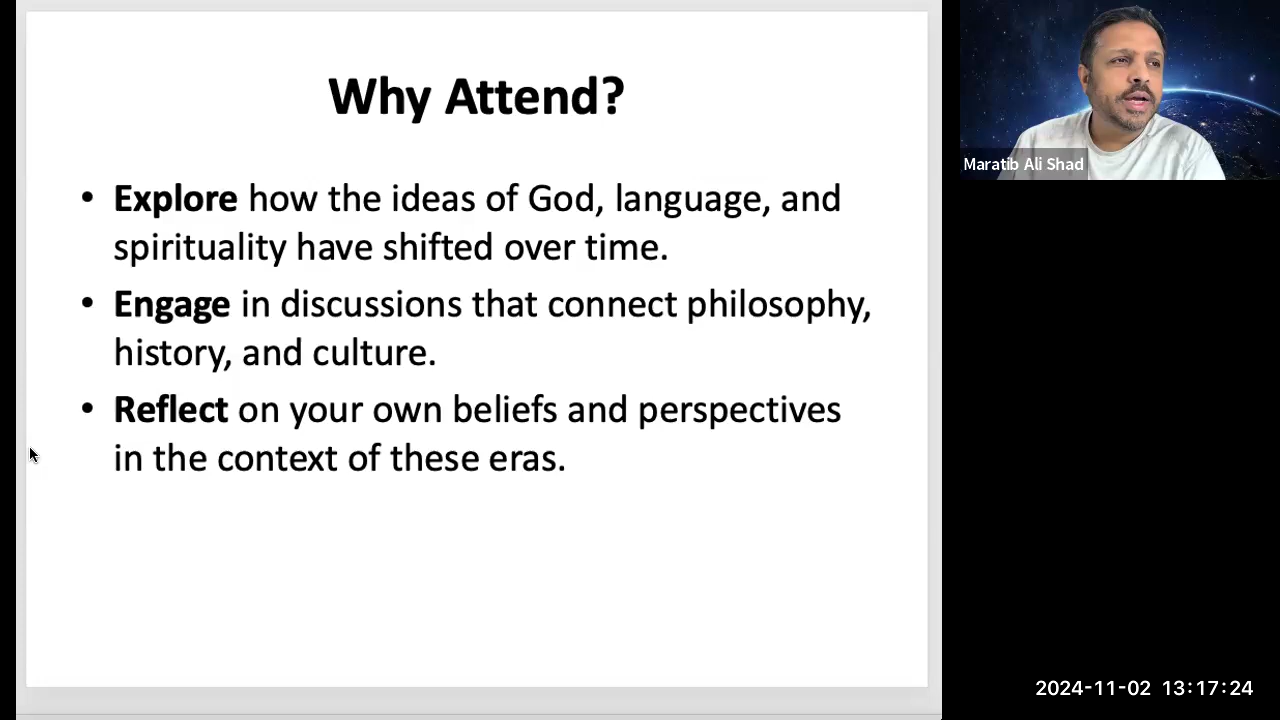 Why Attend?
• Explore how the ideas of God, language, and
spirituality have shifted over time.
• Engage in discussions that connect philosophy,
history, and culture.
• Reflect on your own beliefs and perspectives
in the context of these eras.
Maratib Ali Shad
2024-11-02 13:17:24